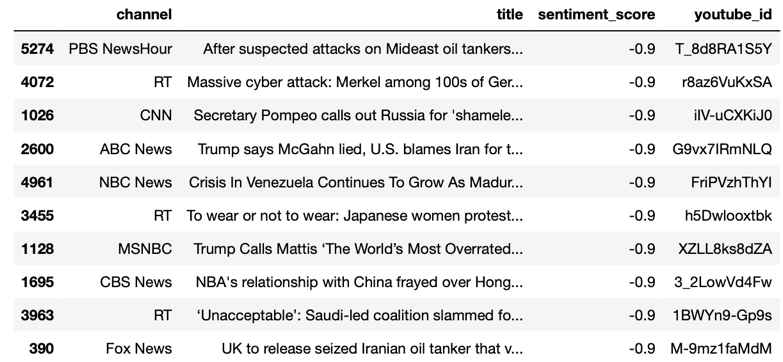 channel title sentiment_score youtube_id
5274 PBS NewsHour After suspected attacks on Mideast oil tankers... -0.9 T_8d8RA1S5Y
4072 RT Massive cyber attack: Merkel among 100s of Ger... -0.9 r8az6VuKxSA
1026 CNN Secretary Pompeo calls out Russia for 'shamele... -0.9 ilV-uCXKiJ0
2600 ABC News Trump says McGahn lied, U.S. blames Iran for t... -0.9 G9vx7IRmNLQ
4961 NBC News Crisis In Venezuela Continues To Grow As Madur... -0.9 FriPVzhThYI
3455 RT To wear or not to wear: Japanese women protest... -0.9 h5Dwlooxtbk
1128 MSNBC Trump Calls Mattis ‘The World’s Most Overrated... -0.9 XZLL8ks8dZA
1695 CBS News NBA's relationship with China frayed over Hong... -0.9 3_2LowVd4Fw
3963 RT ‘Unacceptable’: Saudi-led coalition slammed fo... -0.9 1BWYn9-Gp9s
390 Fox News UK to release seized Iranian oil tanker that v... -0.9 M-9mz1faMdM